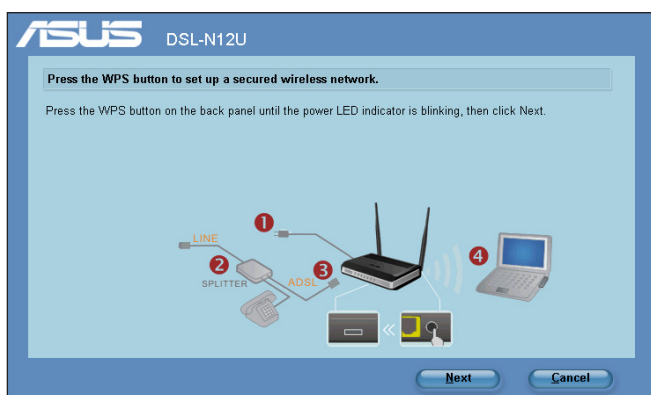 ASUS DSL-N12U
Press the WPS button to set up a secured wireless network.
Press the WPS button on the back panel until the power LED indicator is blinking, then click Next.
1
LINE
2
3
4
SPLITTER
ADSL
Next
Cancel